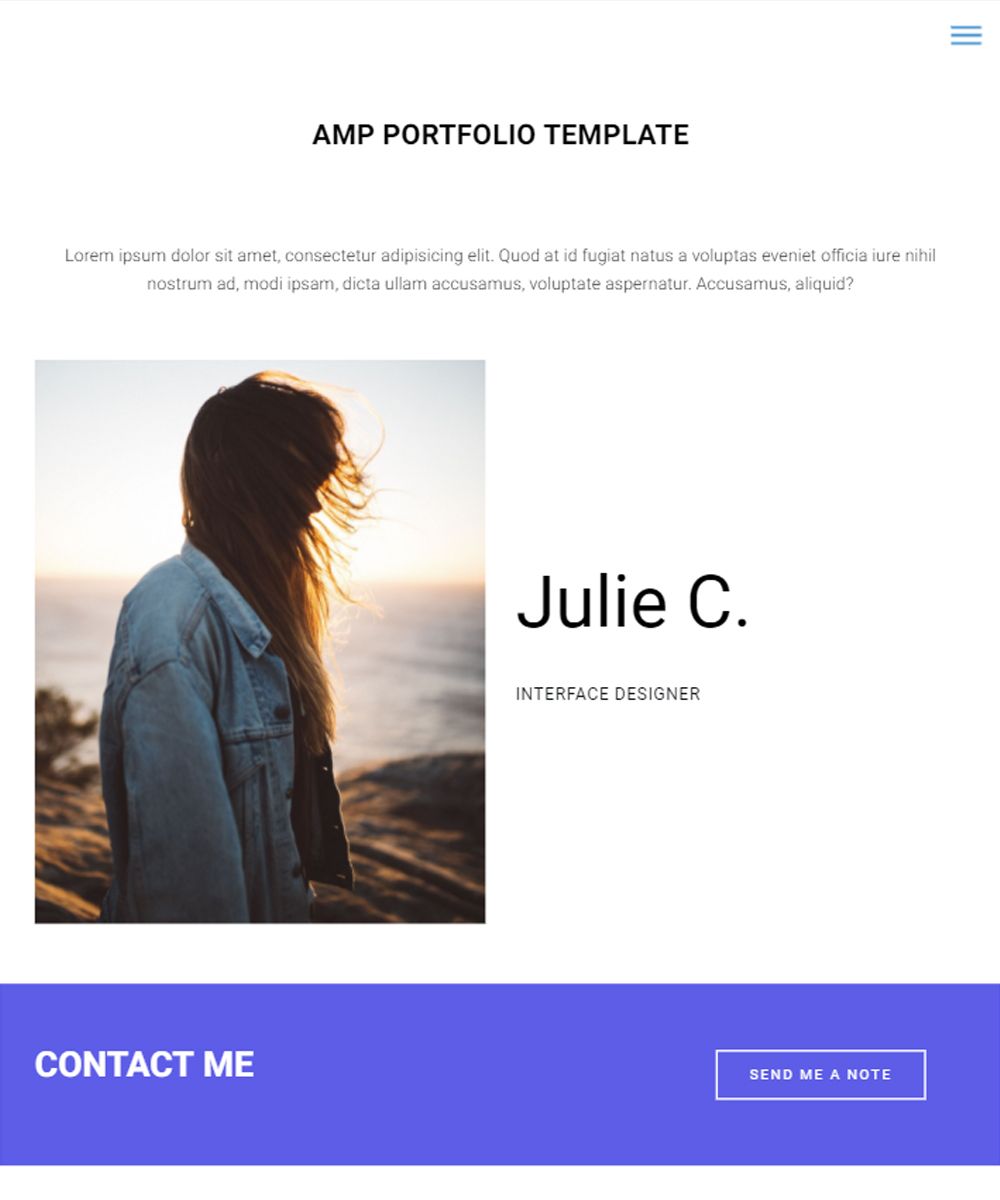 AMP PORTFOLIO TEMPLATE
Lorem ipsum dolor sit amet, consectetur adipisicing elit. Quod at id fugiat natus a voluptas eveniet officia iure nihil
nostrum ad, modi ipsam, dicta ullam accusamus, voluptate aspernatur. Accusamus, aliquid?
Julie C.
INTERFACE DESIGNER
CONTACT ME
SEND ME A NOTE